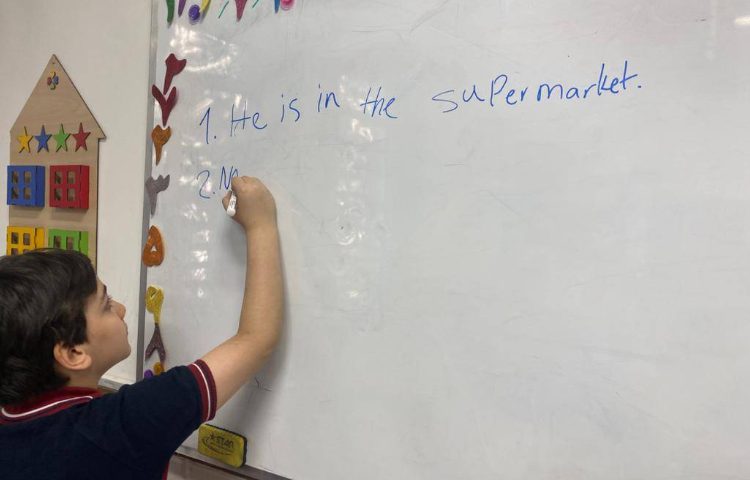 1. He is in the supermarket.
2. N